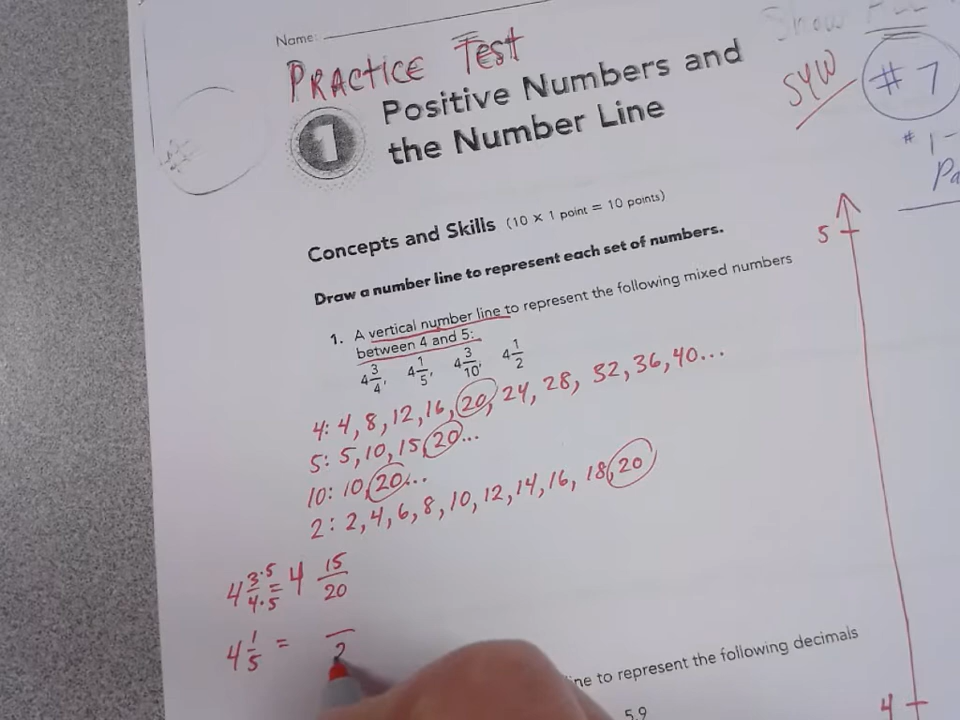 Name:
Show ALL
PRACTICE TEST
SYW
# 7
1
Positive Numbers and
the Number Line
# 1-
Pa
Concepts and Skills (10 × 1 point = 10 points)
5
Draw a number line to represent each set of numbers.
1. A vertical number line to represent the following mixed numbers
between 4 and 5:
4 3/4, 4 1/5, 4 3/10, 4 1/2
4: 4, 8, 12, 16, 20, 24, 28, 32, 36, 40...
5: 5, 10, 15, 20...
10: 10, 20...
2: 2, 4, 6, 8, 10, 12, 14, 16, 18, 20
4 3·5/4·5 = 4 15/20
4 1/5 = /2
ne to represent the following decimals
5.9
4